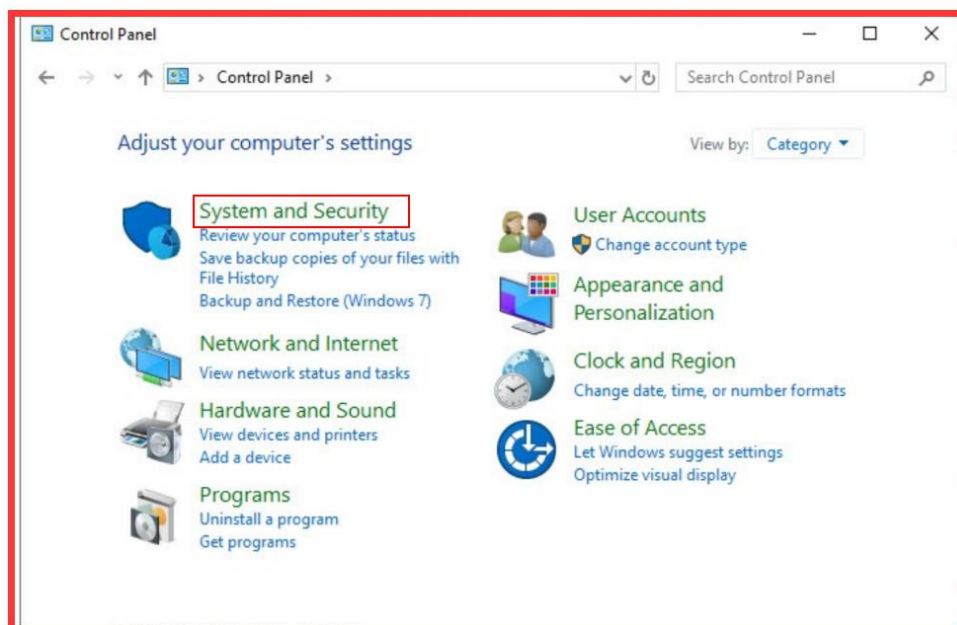 Control Panel
Control Panel
Search Control Panel
Adjust your computer's settings
View by: Category
System and Security
Review your computer's status
Save backup copies of your files with
File History
Backup and Restore (Windows 7)
Network and Internet
View network status and tasks
Hardware and Sound
View devices and printers
Add a device
Programs
Uninstall a program
Get programs
User Accounts
Change account type
Appearance and
Personalization
Clock and Region
Change date, time, or number formats
Ease of Access
Let Windows suggest settings
Optimize visual display